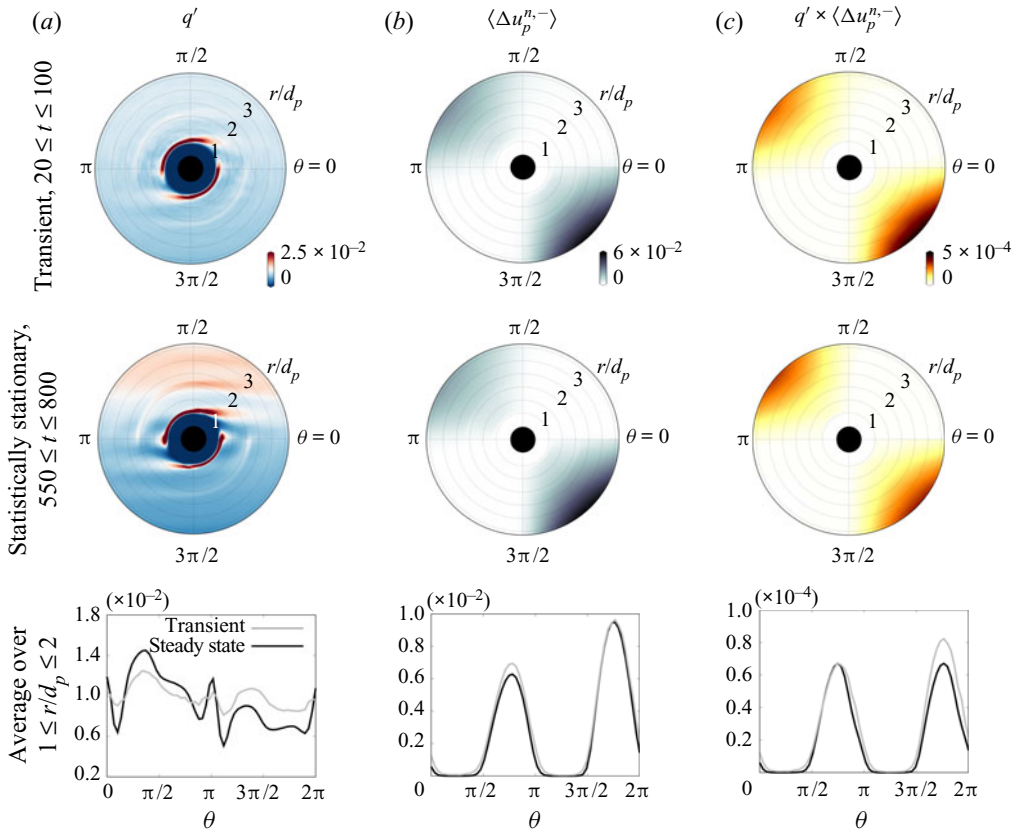 (a) q′ (b) ⟨Δu_p^{n,−}⟩ (c) q′ × ⟨Δu_p^{n,−}⟩
Transient, 20 ≤ t ≤ 100
π/2 π/2 π/2
r/d_p r/d_p r/d_p
3 3 3
2 2 2
1 1 1
π θ = 0 π θ = 0 π θ = 0
2.5 × 10⁻² 6 × 10⁻² 5 × 10⁻⁴
0 0 0
3π/2 3π/2 3π/2
Statistically stationary,
550 ≤ t ≤ 800
π/2 π/2 π/2
r/d_p r/d_p r/d_p
3 3 3
2 2 2
1 1 1
π θ = 0 π θ = 0 π θ = 0
3π/2 3π/2 3π/2
Average over
1 ≤ r/d_p ≤ 2
(×10⁻²)
1.8
1.4
1.0
0.6
0.2
Transient
Steady state
0 π/2 π 3π/2 2π
θ
(×10⁻²)
1.0
0.8
0.6
0.4
0.2
0 π/2 π 3π/2 2π
θ
(×10⁻⁴)
1.0
0.8
0.6
0.4
0.2
0 π/2 π 3π/2 2π
θ